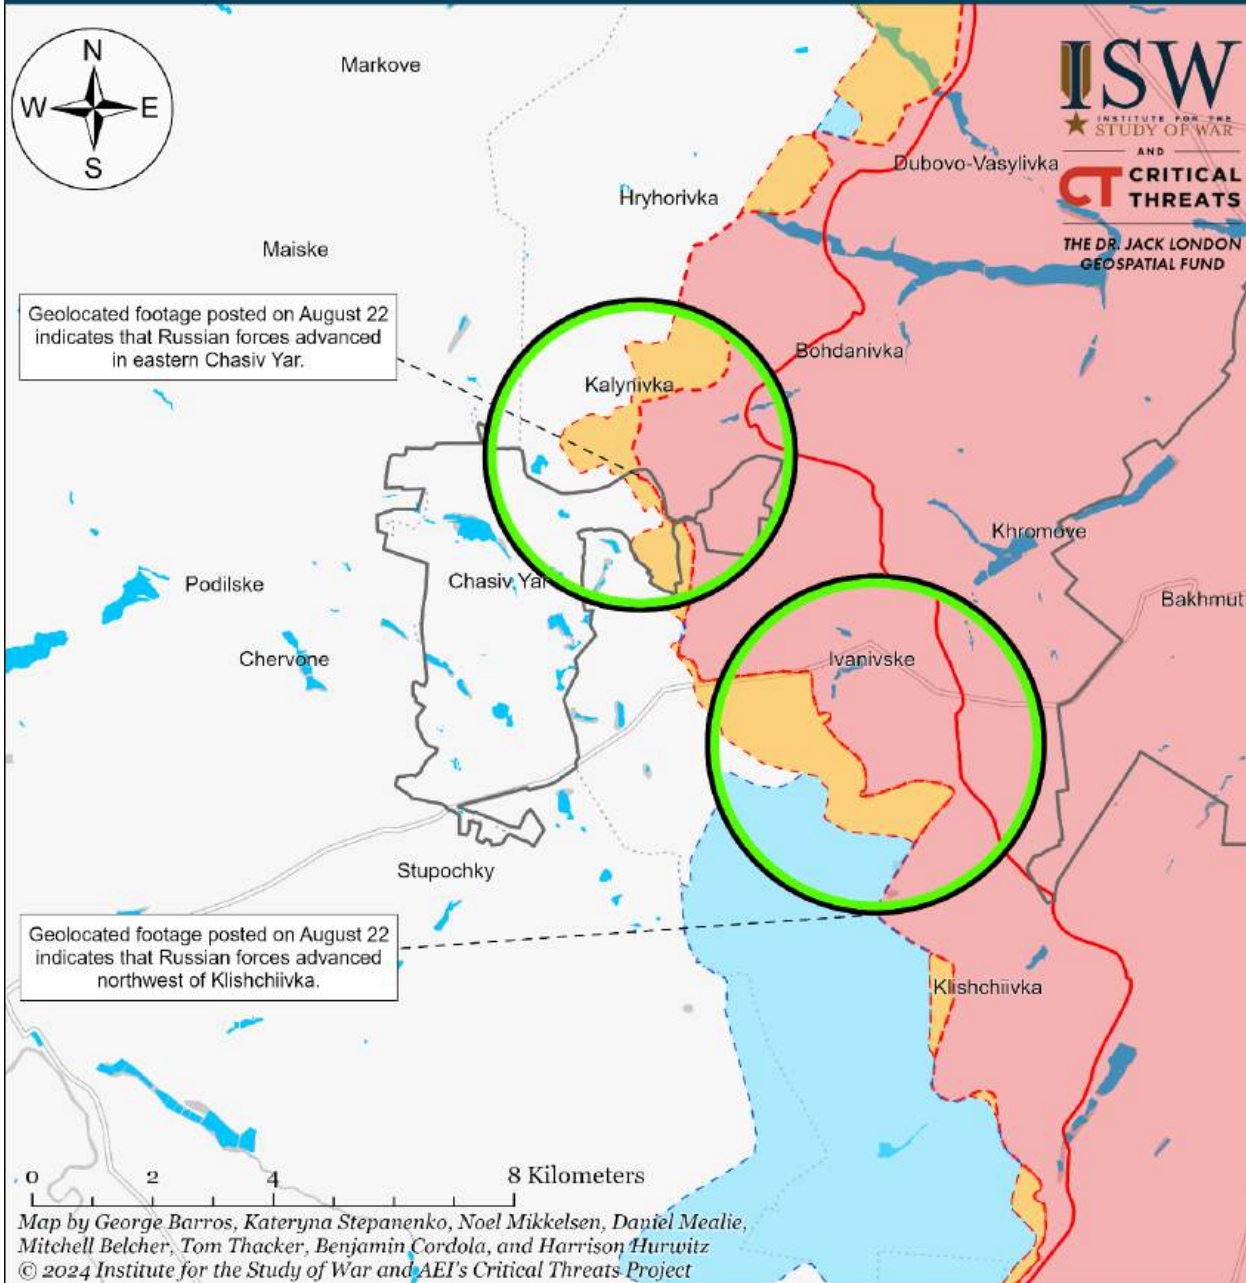 N
W E
S
Markove
ISW
INSTITUTE FOR THE
STUDY OF WAR
AND
CT CRITICAL
THREATS
THE DR. JACK LONDON
GEOSPATIAL FUND
Dubovo-Vasylivka
Hryhorivka
Maiske
Geolocated footage posted on August 22
indicates that Russian forces advanced
in eastern Chasiv Yar.
Bohdanivka
Kalynivka
Khromove
Podilske
Chasiv Yar
Bakhmut
Chervone
Ivanivske
Stupochky
Geolocated footage posted on August 22
indicates that Russian forces advanced
northwest of Klishchiivka.
Klishchiivka
0 2 4 8 Kilometers
Map by George Barros, Kateryna Stepanenko, Noel Mikkelsen, Daniel Mealie,
Mitchell Belcher, Tom Thacker, Benjamin Cordola, and Harrison Hurwitz
© 2024 Institute for the Study of War and AEI's Critical Threats Project